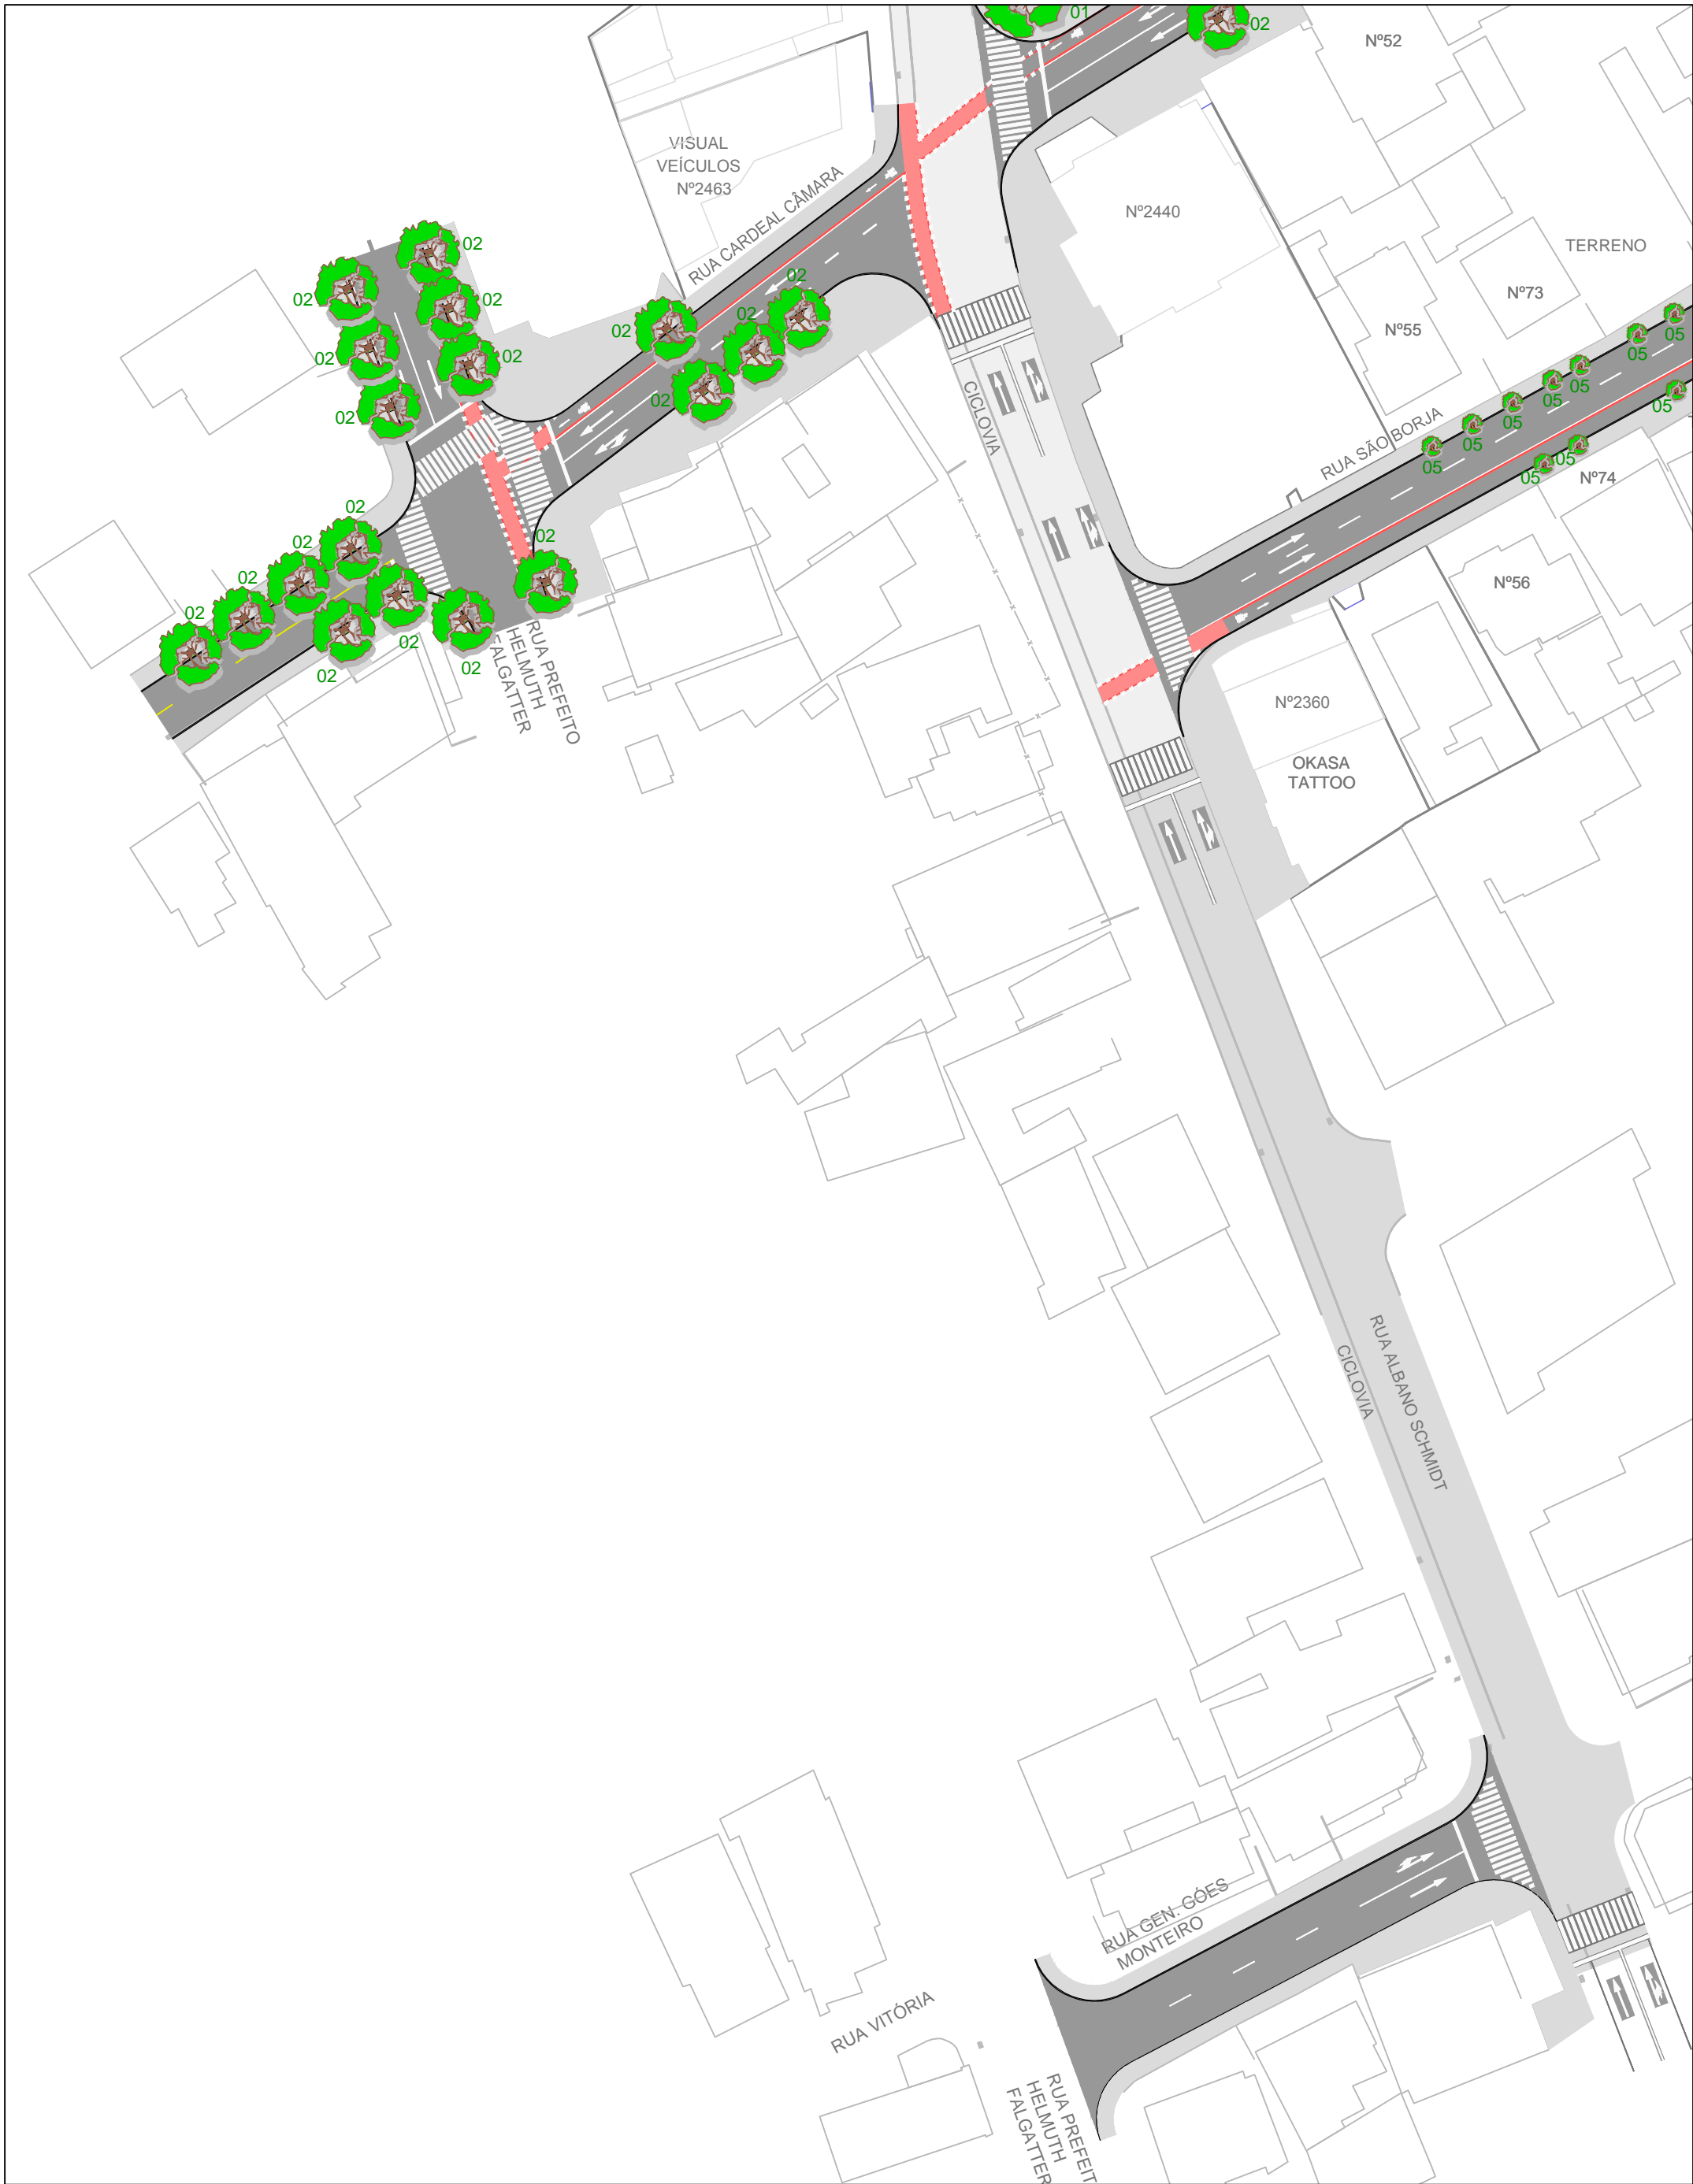 01
02
Nº52
VISUAL
VEÍCULOS
Nº2463
RUA CARDEAL CÂMARA
Nº2440
TERRENO
02
02
02
02
02
02
02
02
02
02
02
Nº73
Nº55
05
05
05
05
05
05
05
05
05
05
RUA SÃO BORJA
Nº74
CICLOVIA
02
02
02
02
02
02
02
02
Nº56
RUA PREFEITO
HELMUTH
FALGATTER
Nº2360
OKASA
TATTOO
RUA ALBANO SCHMIDT
CICLOVIA
RUA GEN. GÓES
MONTEIRO
RUA VITÓRIA
RUA PREFEIT
HELMUTH
FALGATTER